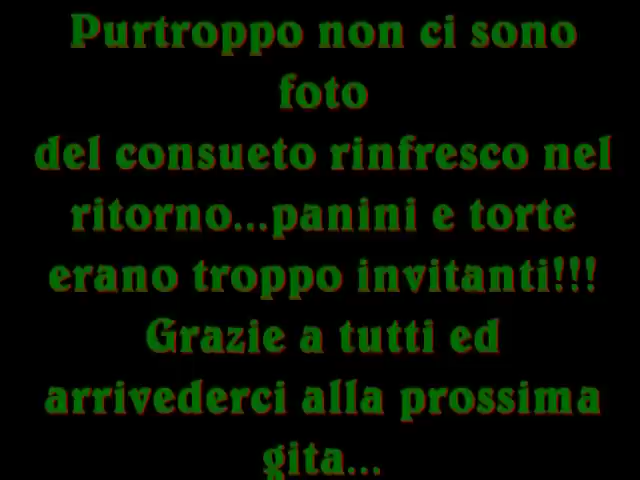 Purtroppo non ci sono
foto
del consueto rinfresco nel
ritorno...panini e torte
erano troppo invitanti!!!
Grazie a tutti ed
arrivederci alla prossima
gita...